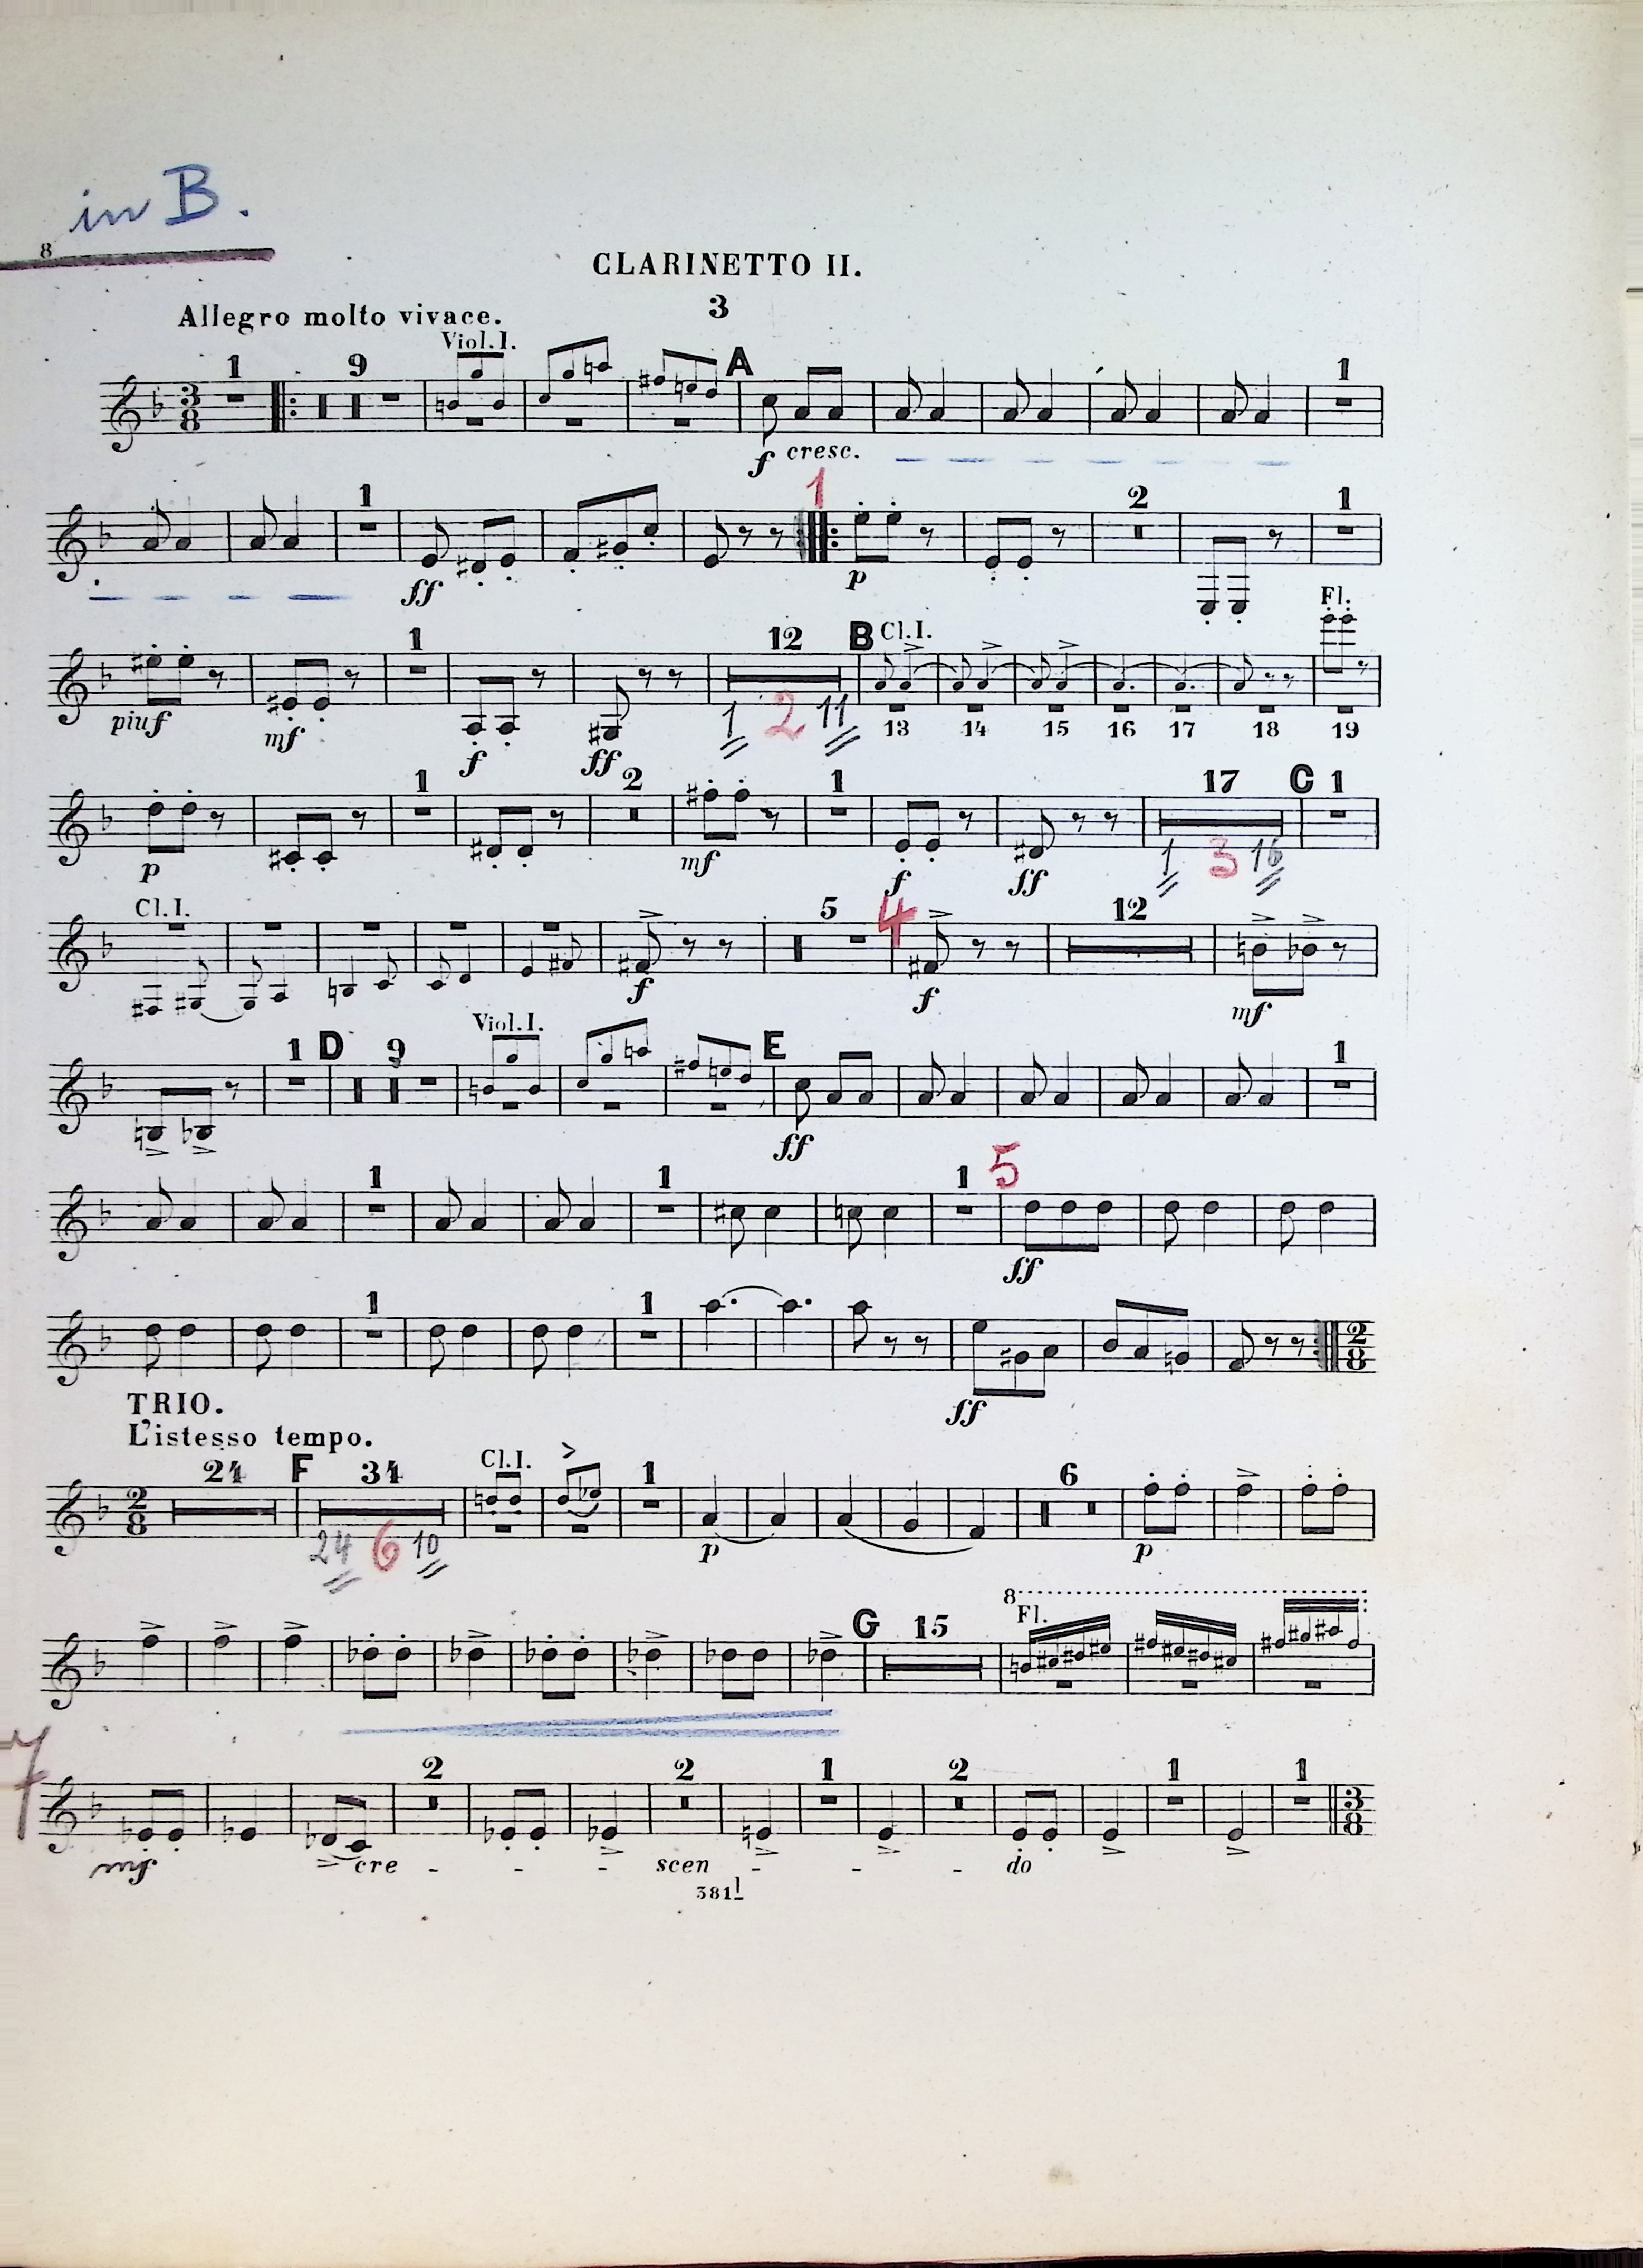 in B.
8
CLARINETTO II.
3
Allegro molto vivace.
Viol. I.
1 9 A 1
3 8
f cresc.
1
1 2 1
ff p
Fl.
1 12 B Cl. I.
piuf mf f ff 1 2 11 13 14 15 16 17 18 19
1 2 1 17 C 1
p mf f ff 1 3 16
Cl. I.
5 4 12
f f mf
Viol. I.
1 D 9 E 1
ff
1 1 1 5
ff
1 1
2 8
ff
TRIO.
L'istesso tempo.
24 F 34 Cl. I. 1 6
2 8
24 6 10 p p
8
G 15 Fl.
7
2 2 1 2 1 1
3 8
mf cre - - - scen - - - do
381